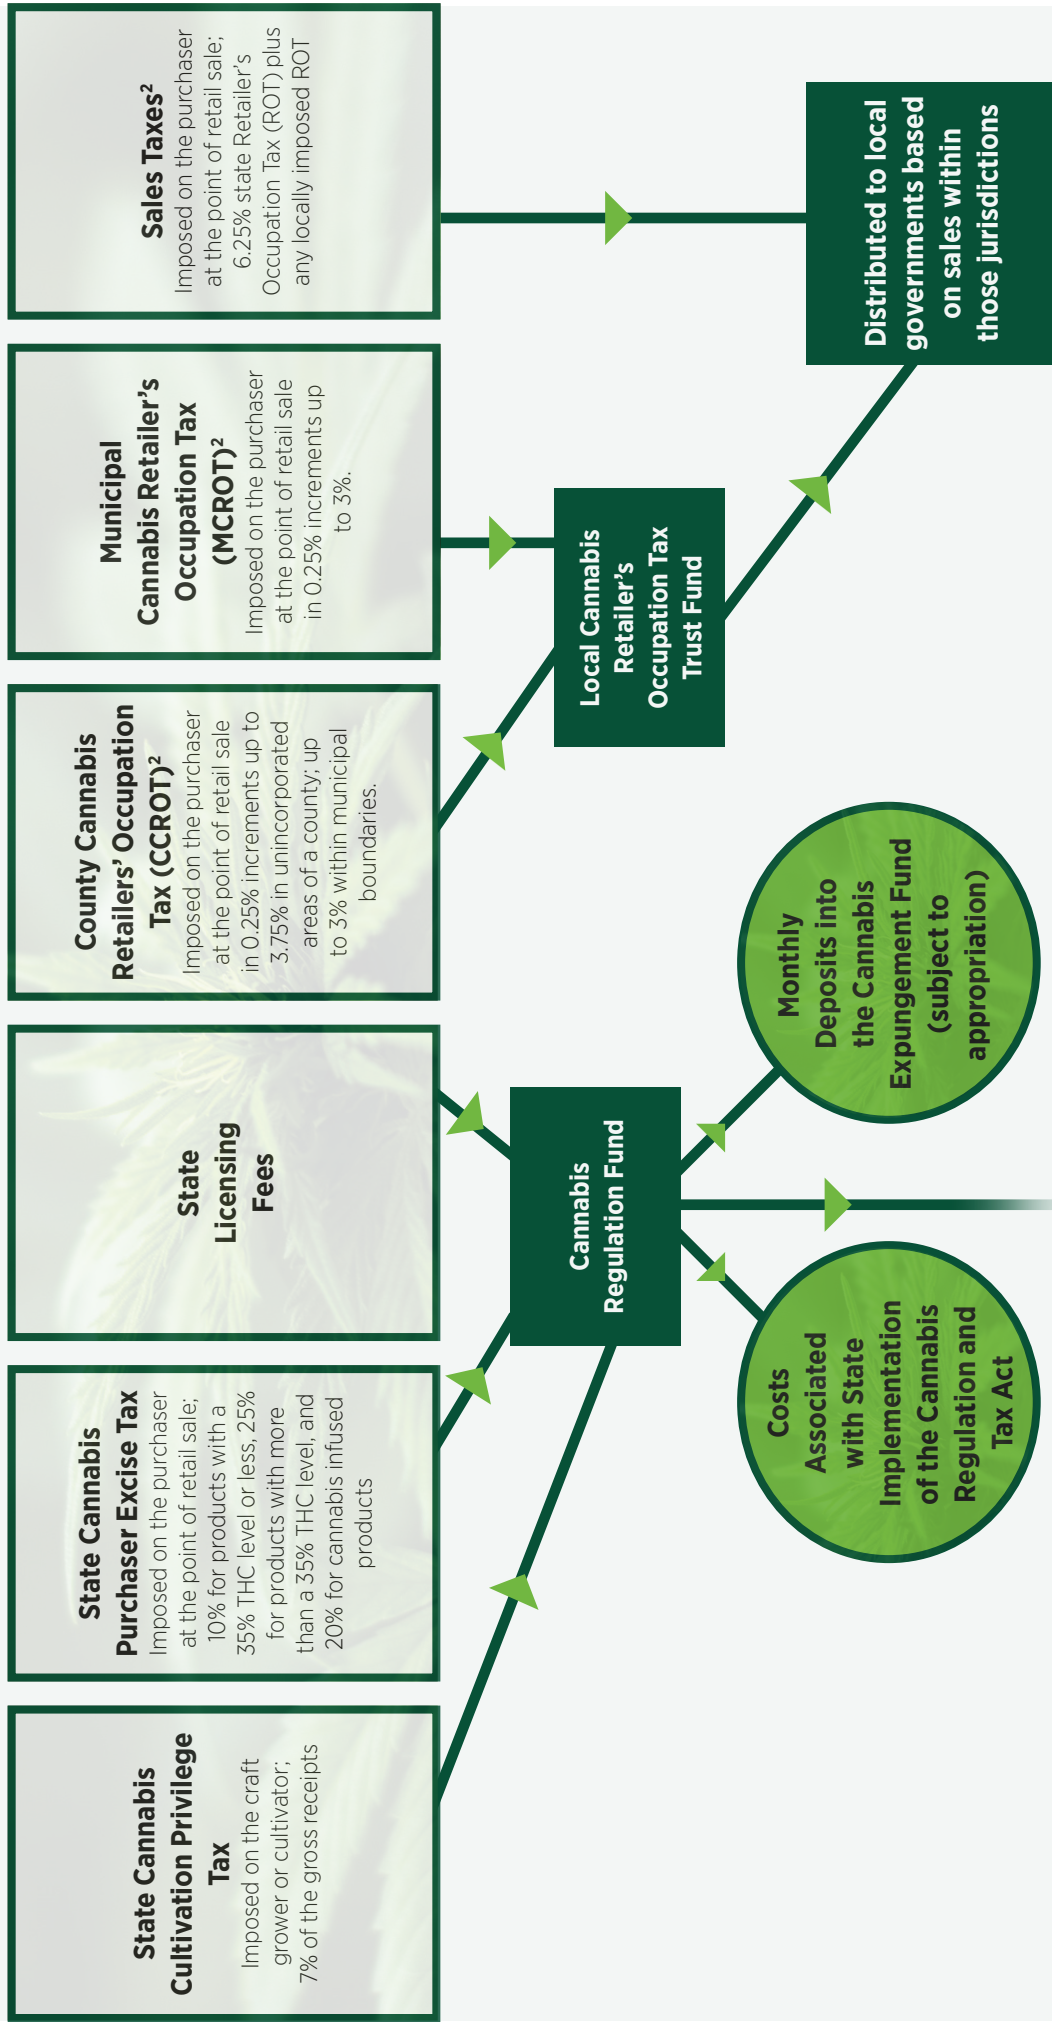 State Cannabis
Cultivation Privilege
Tax
Imposed on the craft
grower or cultivator;
7% of the gross receipts
State Cannabis
Purchaser Excise Tax
Imposed on the purchaser
at the point of retail sale;
10% for products with a
35% THC level or less, 25%
for products with more
than a 35% THC level, and
20% for cannabis infused
products
State
Licensing
Fees
County Cannabis
Retailers’ Occupation
Tax (CCROT)²
Imposed on the purchaser
at the point of retail sale
in 0.25% increments up to
3.75% in unincorporated
areas of a county; up
to 3% within municipal
boundaries.
Municipal
Cannabis Retailer’s
Occupation Tax
(MCROT)²
Imposed on the purchaser
at the point of retail sale
in 0.25% increments up
to 3%.
Sales Taxes²
Imposed on the purchaser
at the point of retail sale;
6.25% state Retailer’s
Occupation Tax (ROT) plus
any locally imposed ROT
Cannabis
Regulation Fund
Local Cannabis
Retailer’s
Occupation Tax
Trust Fund
Costs
Associated
with State
Implementation
of the Cannabis
Regulation and
Tax Act
Monthly
Deposits into
the Cannabis
Expungement Fund
(subject to
appropriation)
Distributed to local
governments based
on sales within
those jurisdictions